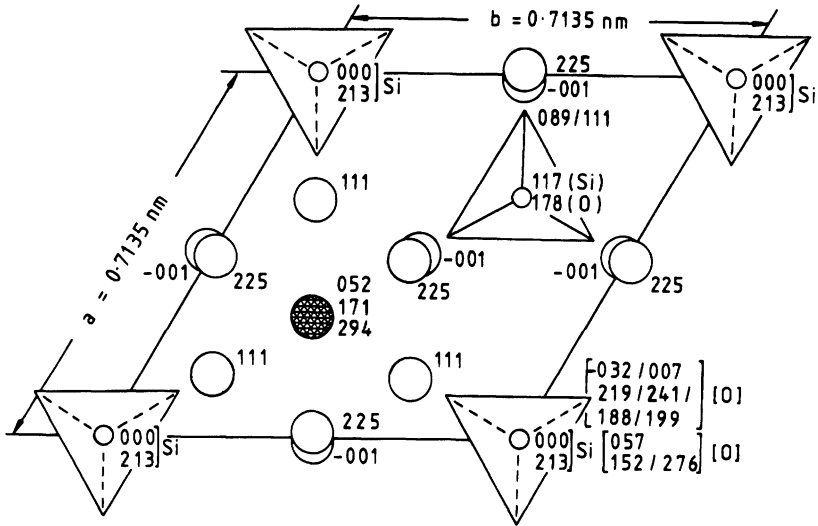 b = 0·7135 nm
000
213] Si
225
-001
000
213] Si
089/111
111
117 (Si)
178 (O)
a = 0·7135 nm
-001
225
-001
225
-001
225
052
171
294
111
111
-032/007
219/241/ [O]
188/199
225
-001
000
213] Si
000
213] Si
[057
152/276] [O]